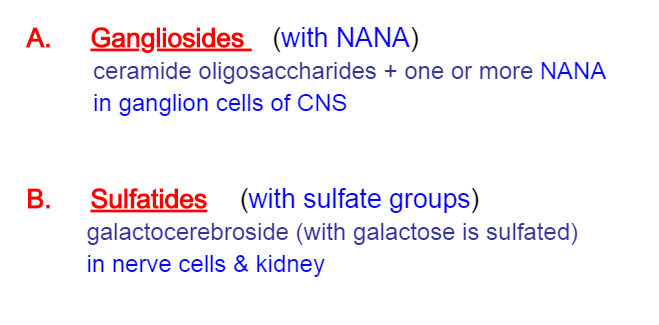 A. Gangliosides (with NANA)
ceramide oligosaccharides + one or more NANA
in ganglion cells of CNS
B. Sulfatides (with sulfate groups)
galactocerebroside (with galactose is sulfated)
in nerve cells & kidney